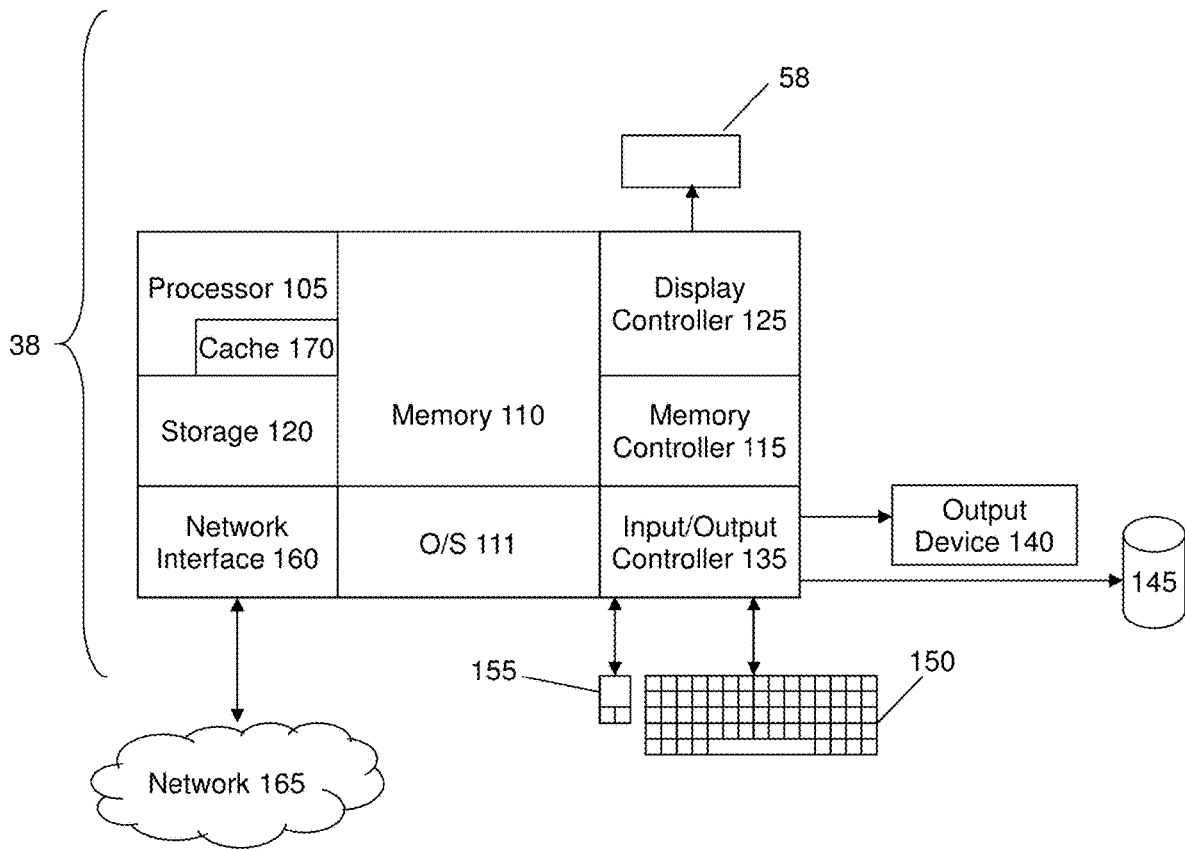 58
Processor 105
Cache 170
Display
Controller 125
38
Storage 120
Memory 110
Memory
Controller 115
Network
Interface 160
O/S 111
Input/Output
Controller 135
Output
Device 140
145
155
150
Network 165